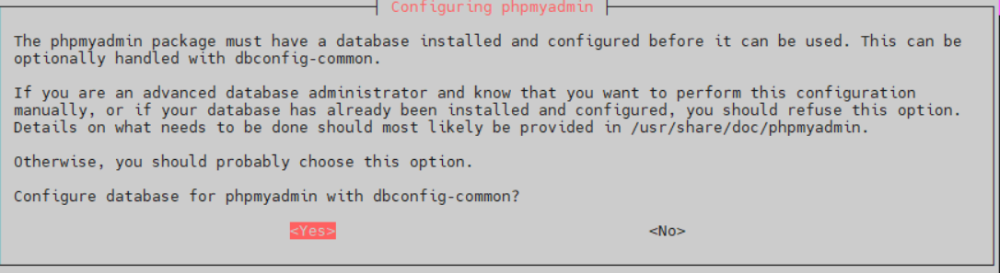 Configuring phpmyadmin
The phpmyadmin package must have a database installed and configured before it can be used. This can be
optionally handled with dbconfig-common.
If you are an advanced database administrator and know that you want to perform this configuration
manually, or if your database has already been installed and configured, you should refuse this option.
Details on what needs to be done should most likely be provided in /usr/share/doc/phpmyadmin.
Otherwise, you should probably choose this option.
Configure database for phpmyadmin with dbconfig-common?
<Yes> <No>